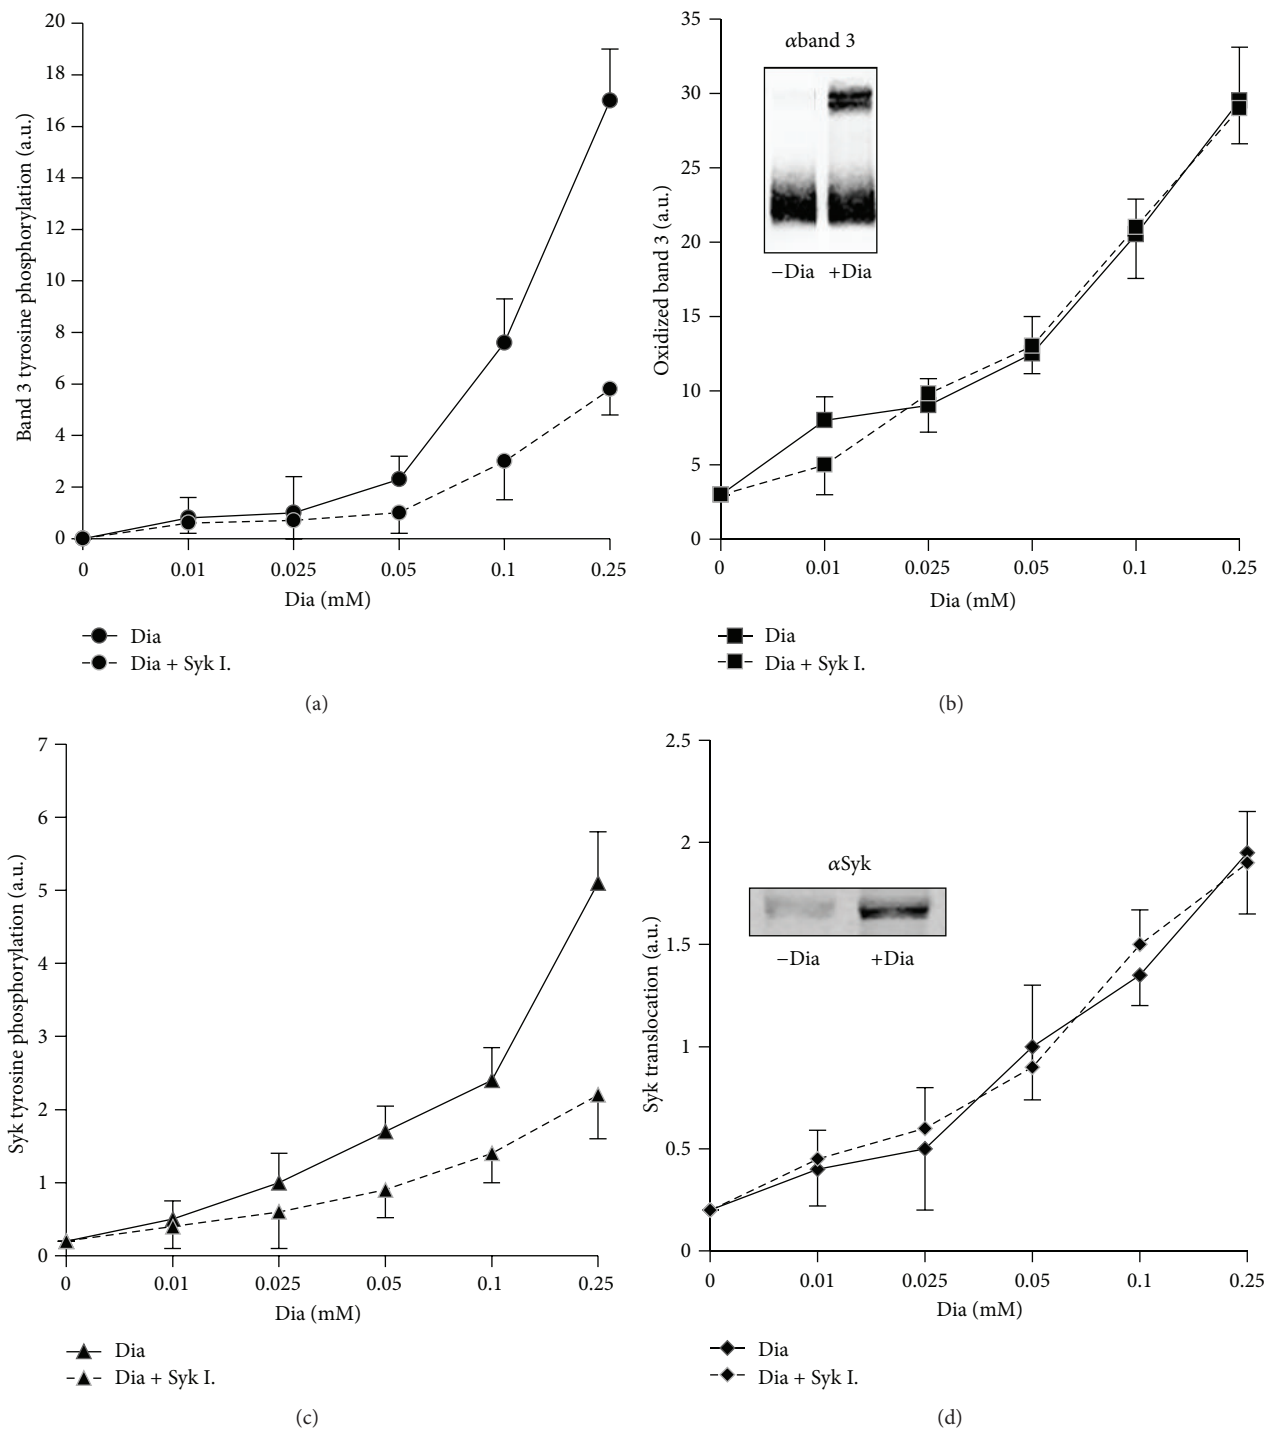 20
18
16
14
12
10
8
6
4
2
0
Band 3 tyrosine phosphorylation (a.u.)
0 0.01 0.025 0.05 0.1 0.25
Dia (mM)
Dia
Dia + Syk I.
(a)
35
30
25
20
15
10
5
0
Oxidized band 3 (a.u.)
αband 3
−Dia +Dia
0 0.01 0.025 0.05 0.1 0.25
Dia (mM)
Dia
Dia + Syk I.
(b)
7
6
5
4
3
2
1
0
Syk tyrosine phosphorylation (a.u.)
0 0.01 0.025 0.05 0.1 0.25
Dia (mM)
Dia
Dia + Syk I.
(c)
2.5
2
1.5
1
0.5
0
Syk translocation (a.u.)
αSyk
−Dia +Dia
0 0.01 0.025 0.05 0.1 0.25
Dia (mM)
Dia
Dia + Syk I.
(d)